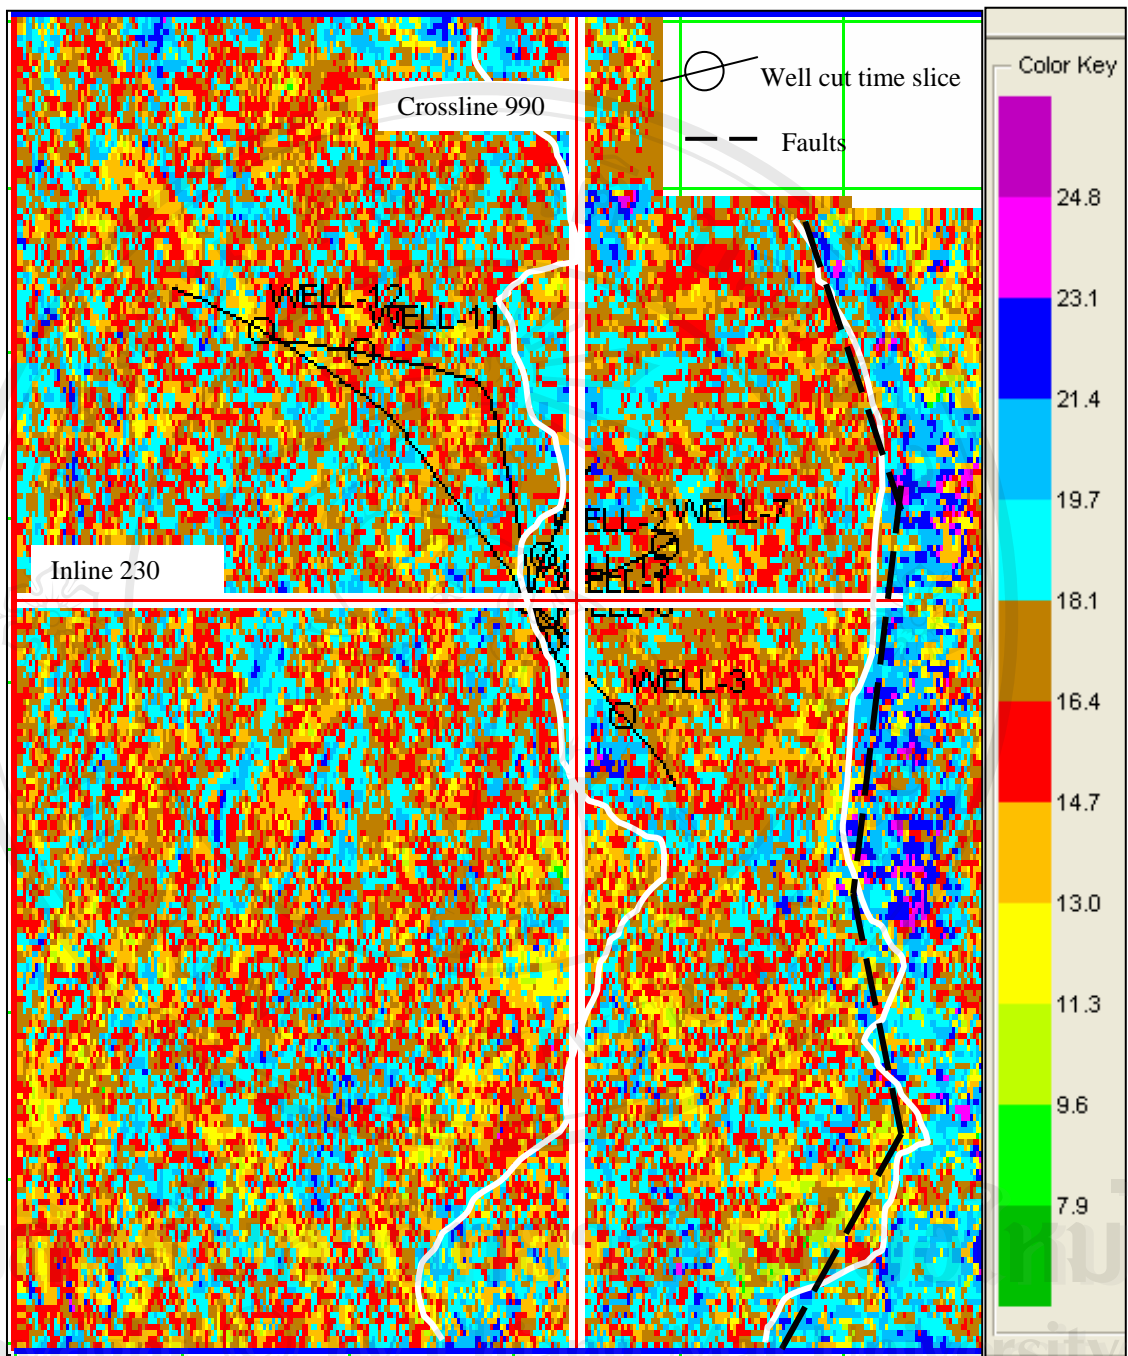 Color Key
Well cut time slice
Crossline 990
Faults
24.8
23.1
WELL-12
WELL-11
21.4
19.7
WELL-7
Inline 230
18.1
16.4
WELL-3
14.7
13.0
11.3
9.6
7.9